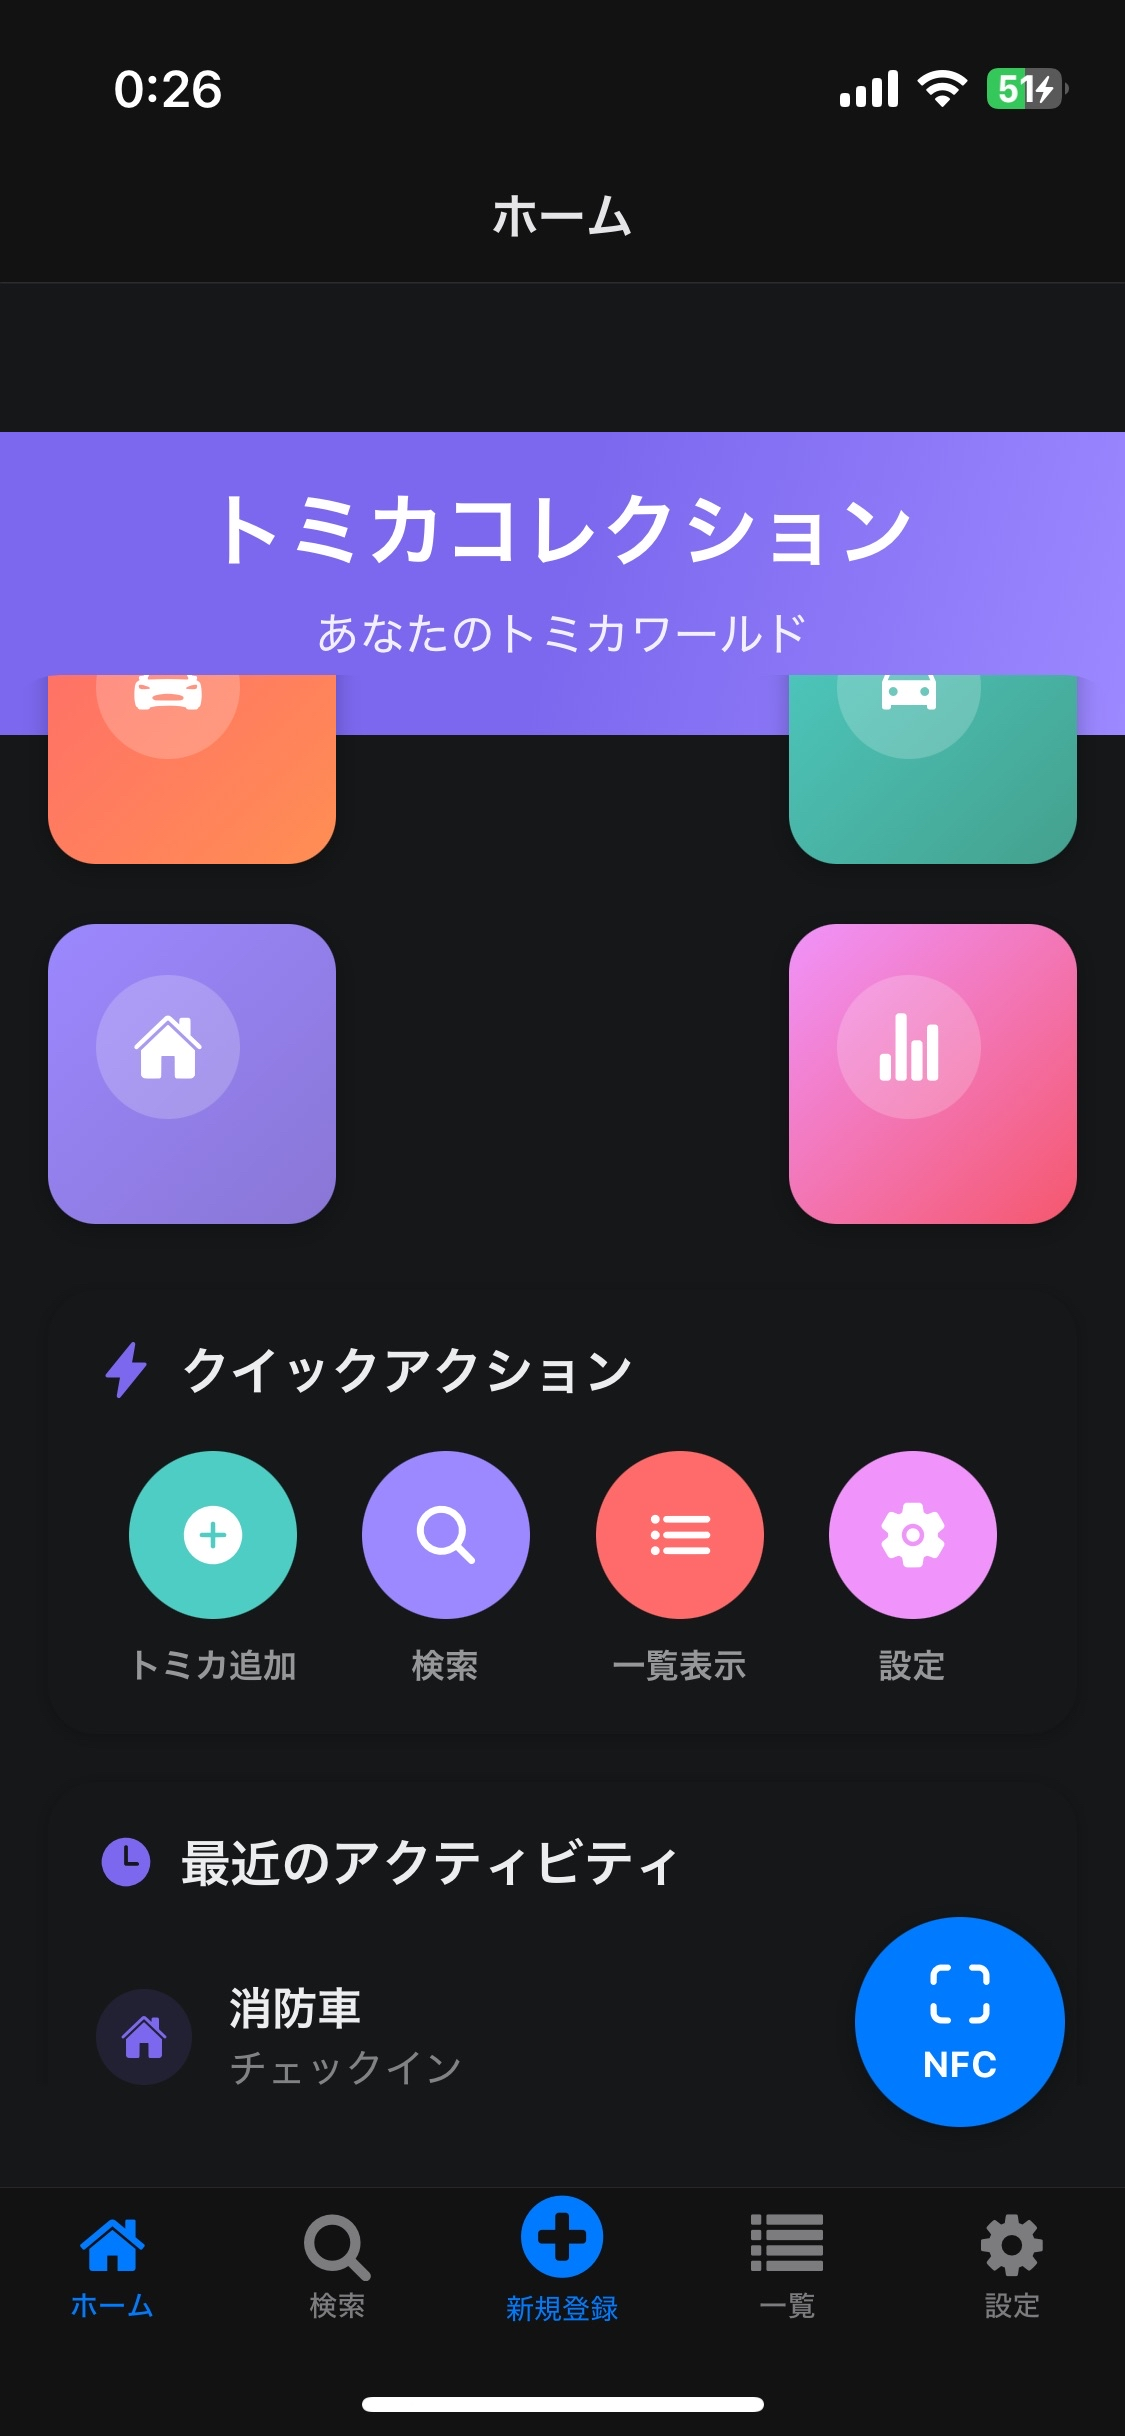 0:26
51
ホーム
トミカコレクション
あなたのトミカワールド
クイックアクション
トミカ追加
検索
一覧表示
設定
最近のアクティビティ
消防車
チェックイン
NFC
ホーム
検索
新規登録
一覧
設定